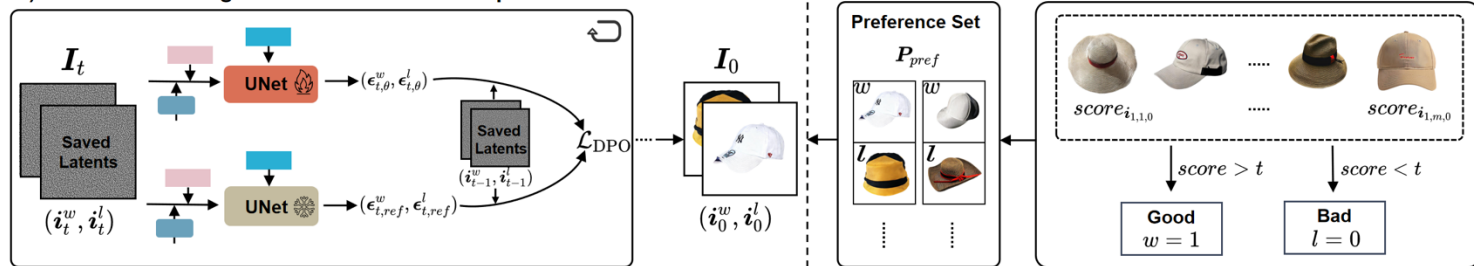 I_t
Saved
Latents
(i_t^w, i_t^l)
UNet
(ϵ_{t,θ}^w, ϵ_{t,θ}^l)
Saved
Latents
(i_{t-1}^w, i_{t-1}^l)
UNet
(ϵ_{t,ref}^w, ϵ_{t,ref}^l)
ℒ_DPO
I_0
(i_0^w, i_0^l)
Preference Set
P_pref
w w
l l
score_{i_{1,1,0}} score_{i_{1,m,0}}
score > t score < t
Good
w = 1
Bad
l = 0